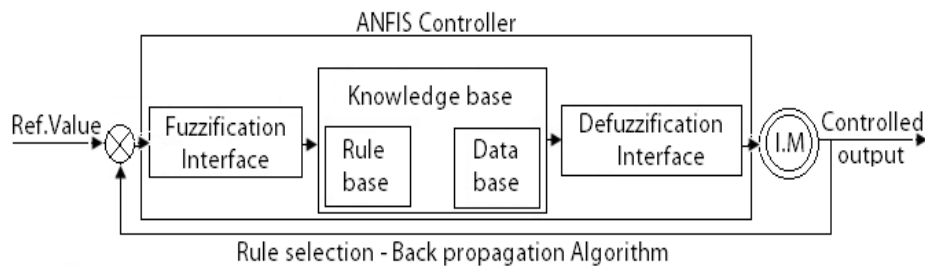 ANFIS Controller
Ref.Value
Fuzzification
Interface
Knowledge base
Rule
base
Data
base
Defuzzification
Interface
I.M
Controlled
output
Rule selection - Back propagation Algorithm